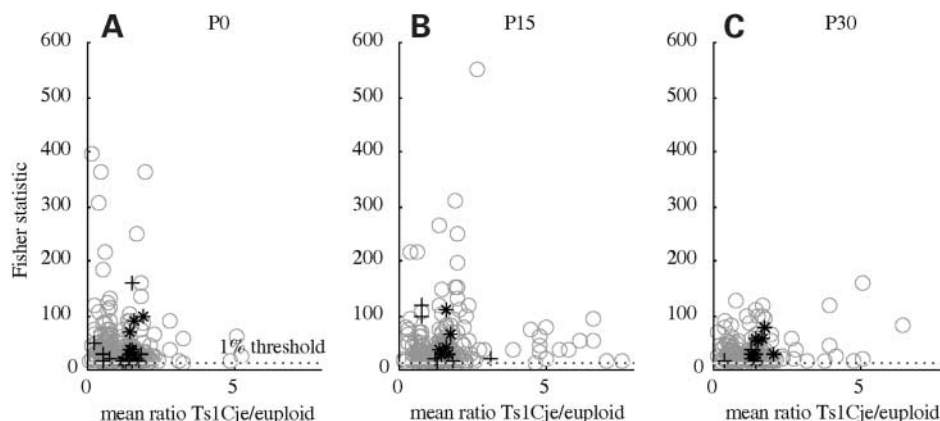 A P0 B P15 C P30
600 600 600
500 500 500
400 400 400
300 300 300
200 200 200
100 100 100
0 0 0
Fisher statistic
1% threshold
0 5 0 5 0 5
mean ratio Ts1Cje/euploid mean ratio Ts1Cje/euploid mean ratio Ts1Cje/euploid